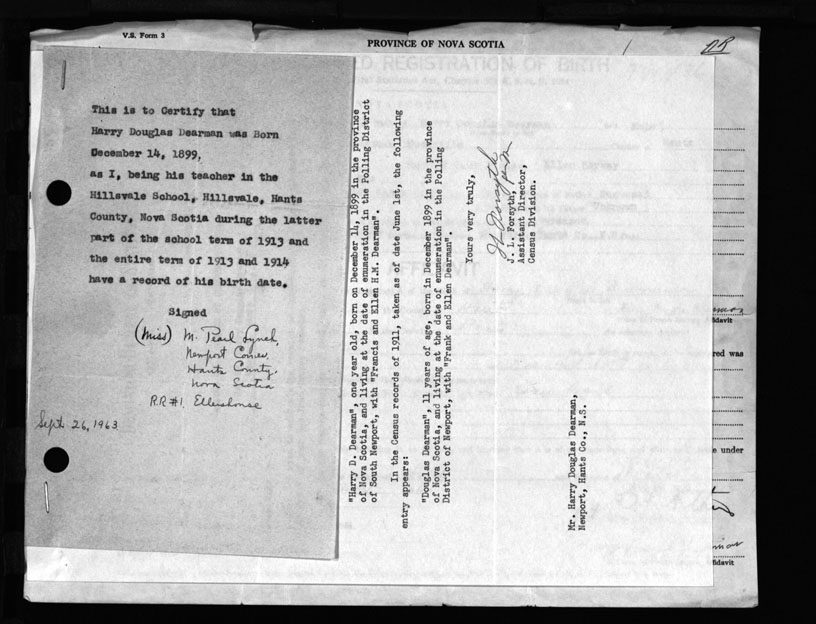 V.S. Form 3
PROVINCE OF NOVA SCOTIA
REGISTRATION OF BIRTH
This is to Certify that
Harry Douglas Dearman was Born
December 14, 1899,
as I, being his teacher in the
Hillsvale School, Hillsvale, Hants
County, Nova Scotia during the latter
part of the school term of 1913 and
the entire term of 1913 and 1914
have a record of his birth date.
Signed
(Miss) M. Pearl Lynch,
Newport Corner,
Hants County,
Nova Scotia
R.R #1 Ellershouse
Sept. 26, 1963
"Harry D. Dearman", one year old, born on December 14, 1899 in the province
of Nova Scotia, and living at the date of enumeration in the Polling District
of South Newport, with "Francis and Ellen H.M. Dearman".
In the Census records of 1911, taken as of date June 1st, the following
entry appears:
"Douglas Dearman", 11 years of age, born in December 1899 in the province
of Nova Scotia, and living at the date of enumeration in the Polling
District of Newport, with "Frank and Ellen Dearman".
Yours very truly,
J. L. Forsyth,
Assistant Director,
Census Division.
Mr. Harry Douglas Dearman,
Newport, Hants Co., N.S.
fidavit
red was
e under
fidavit